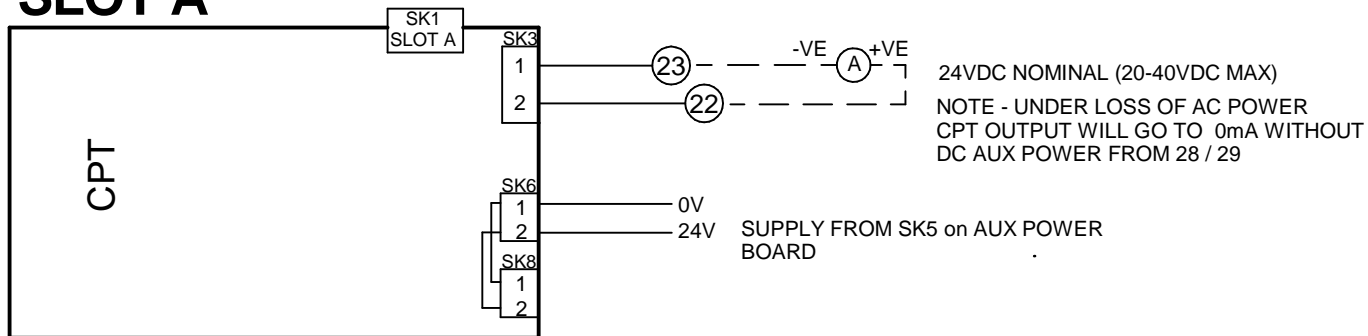 SLOT A
SK1
SLOT A
SK3
1
2
23
22
-VE
A
+VE
24VDC NOMINAL (20-40VDC MAX)
NOTE - UNDER LOSS OF AC POWER
CPT OUTPUT WILL GO TO 0mA WITHOUT
DC AUX POWER FROM 28 / 29
CPT
SK6
1
2
0V
24V
SUPPLY FROM SK5 on AUX POWER
BOARD
.
SK8
1
2